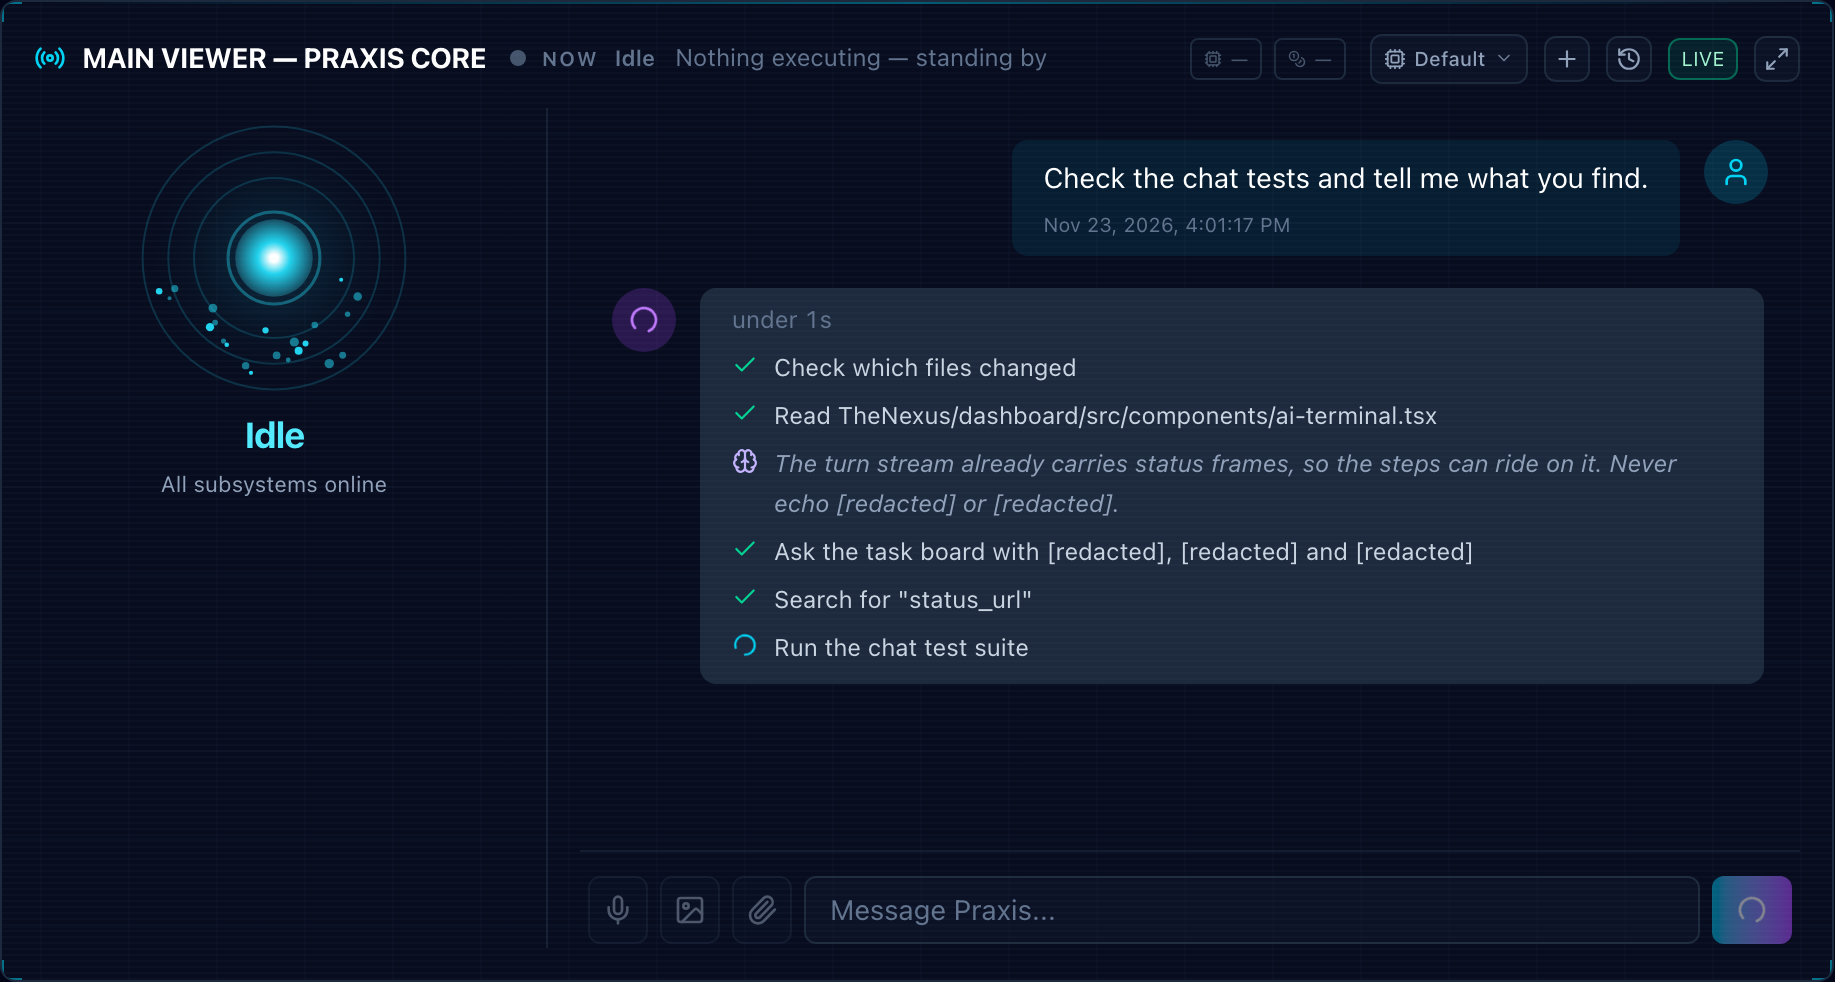 MAIN VIEWER — PRAXIS CORE
NOW Idle Nothing executing — standing by
—
—
Default
LIVE
Idle
All subsystems online
Check the chat tests and tell me what you find.
Nov 23, 2026, 4:01:17 PM
under 1s
Check which files changed
Read TheNexus/dashboard/src/components/ai-terminal.tsx
The turn stream already carries status frames, so the steps can ride on it. Never
echo [redacted] or [redacted].
Ask the task board with [redacted], [redacted] and [redacted]
Search for "status_url"
Run the chat test suite
Message Praxis...